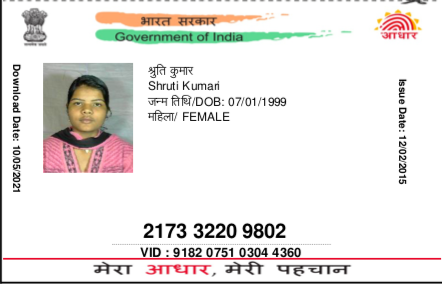 भारत सरकार
Government of India
आधार
श्रुति कुमार
Shruti Kumari
जन्म तिथि/DOB: 07/01/1999
महिला/ FEMALE
Download Date: 10/05/2021
Issue Date: 12/02/2015
2173 3220 9802
VID : 9182 0751 0304 4360
मेरा आधार, मेरी पहचान